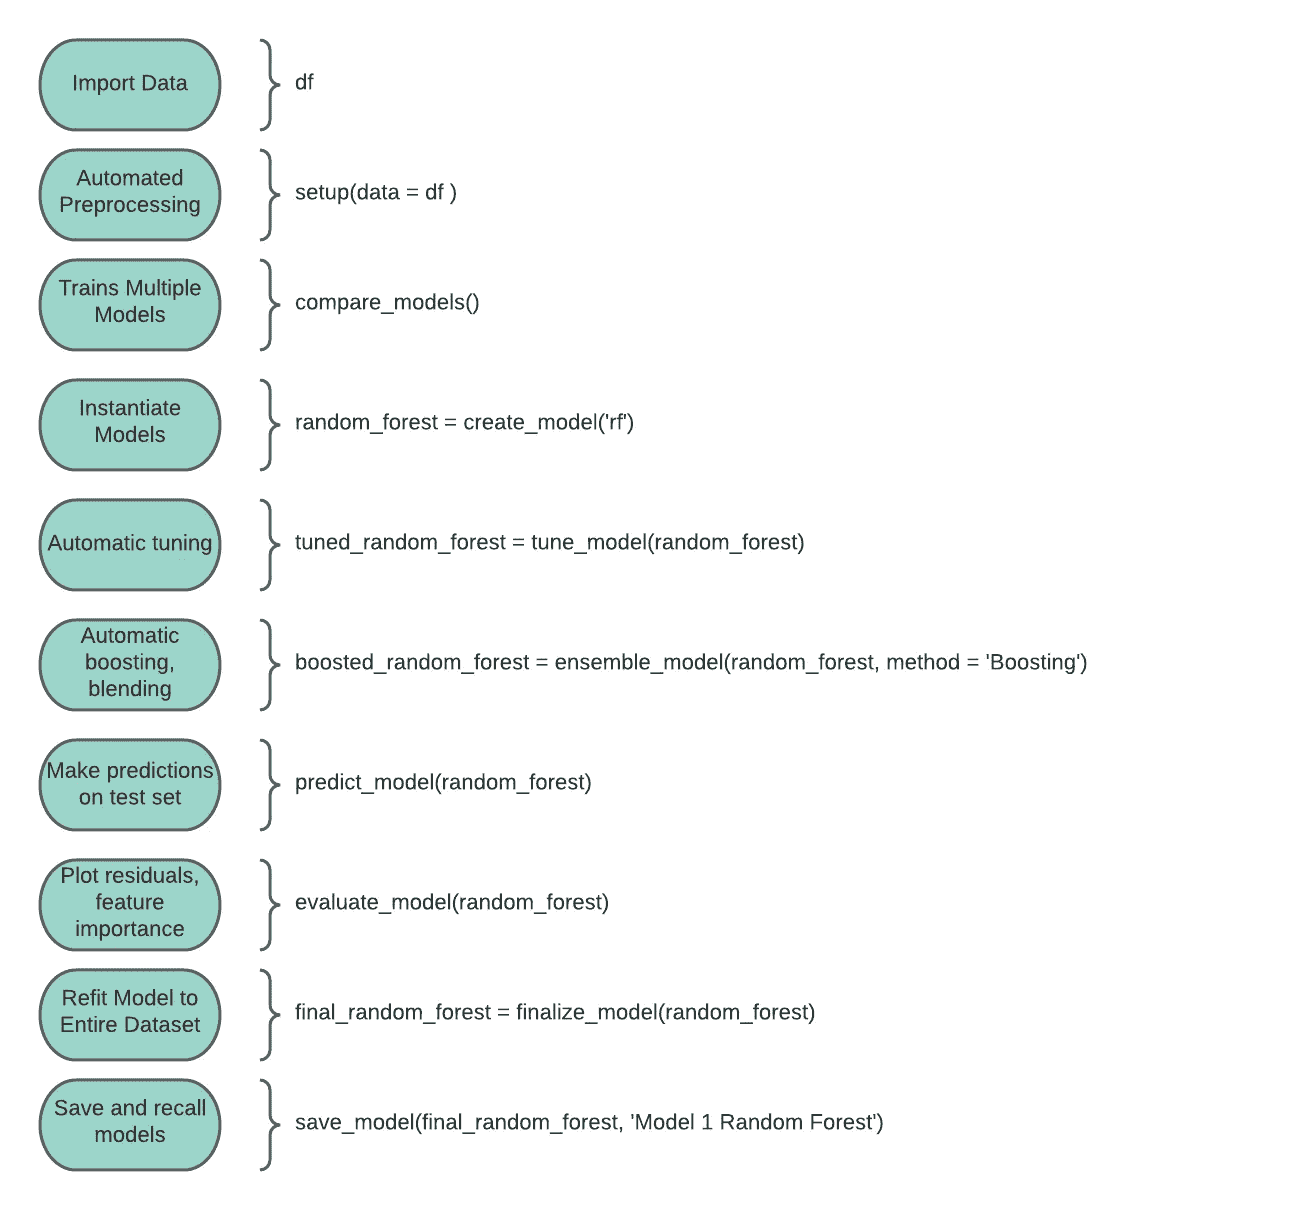 Import Data
df
Automated
Preprocessing
setup(data = df )
Trains Multiple
Models
compare_models()
Instantiate
Models
random_forest = create_model('rf')
Automatic tuning
tuned_random_forest = tune_model(random_forest)
Automatic
boosting,
blending
boosted_random_forest = ensemble_model(random_forest, method = 'Boosting')
Make predictions
on test set
predict_model(random_forest)
Plot residuals,
feature
importance
evaluate_model(random_forest)
Refit Model to
Entire Dataset
final_random_forest = finalize_model(random_forest)
Save and recall
models
save_model(final_random_forest, 'Model 1 Random Forest')